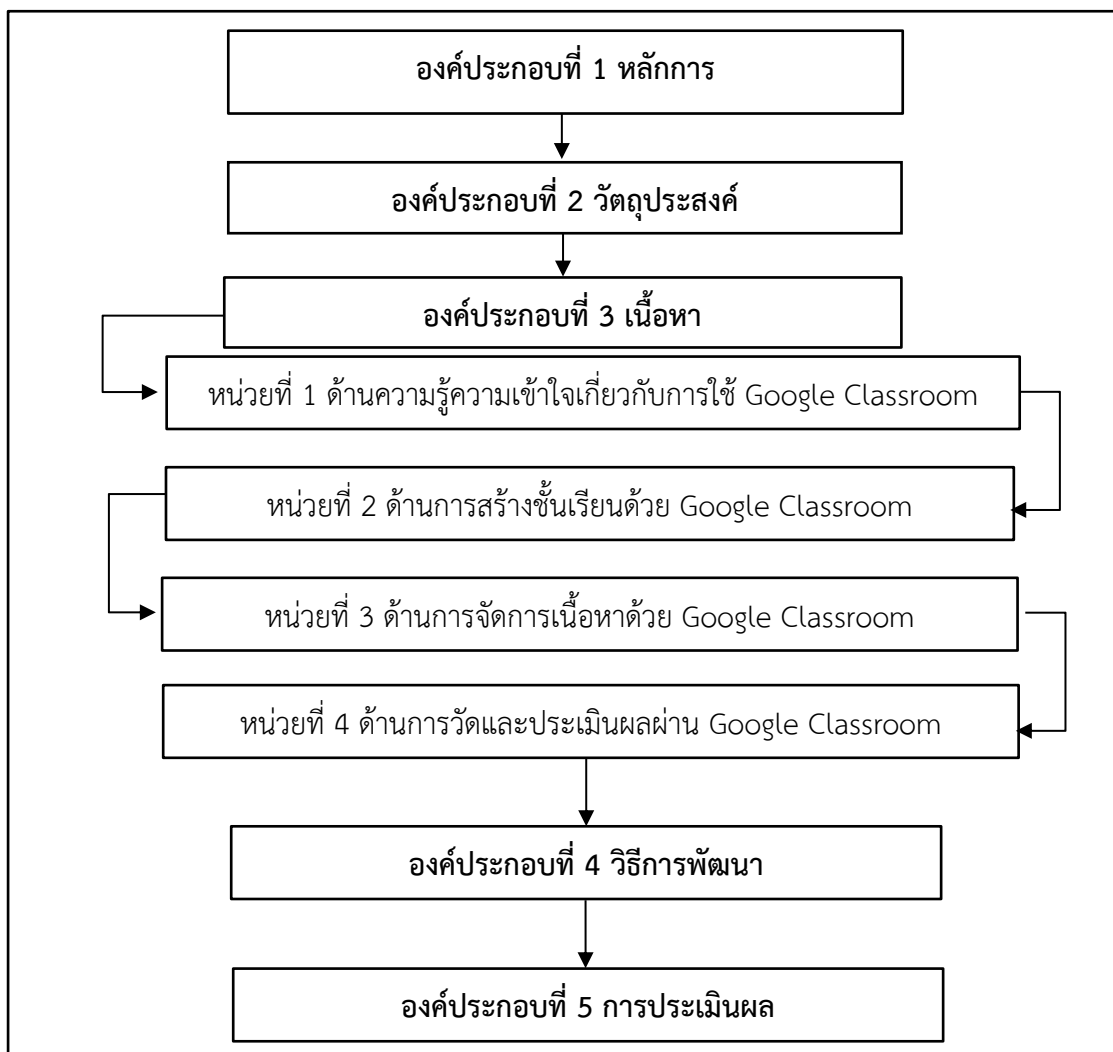 องค์ประกอบที่ 1 หลักการ
องค์ประกอบที่ 2 วัตถุประสงค์
องค์ประกอบที่ 3 เนื้อหา
หน่วยที่ 1 ด้านความรู้ความเข้าใจเกี่ยวกับการใช้ Google Classroom
หน่วยที่ 2 ด้านการสร้างชั้นเรียนด้วย Google Classroom
หน่วยที่ 3 ด้านการจัดการเนื้อหาด้วย Google Classroom
หน่วยที่ 4 ด้านการวัดและประเมินผลผ่าน Google Classroom
องค์ประกอบที่ 4 วิธีการพัฒนา
องค์ประกอบที่ 5 การประเมินผล